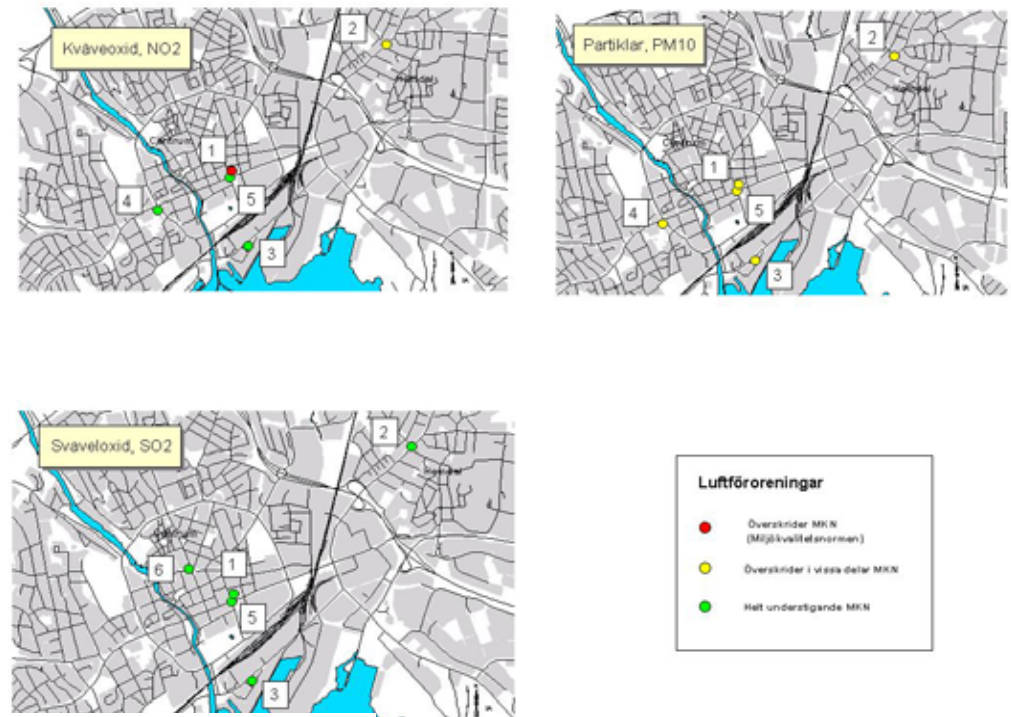 Kväveoxid, NO2
2
1
4
5
3
Partiklar, PM10
2
1
4
5
3
Svaveloxid, SO2
2
6
1
5
3
Luftföroreningar
Överskrider MKN
(Miljökvalitetsnormen)
Överskrider i vissa delar MKN
Helt understigande MKN